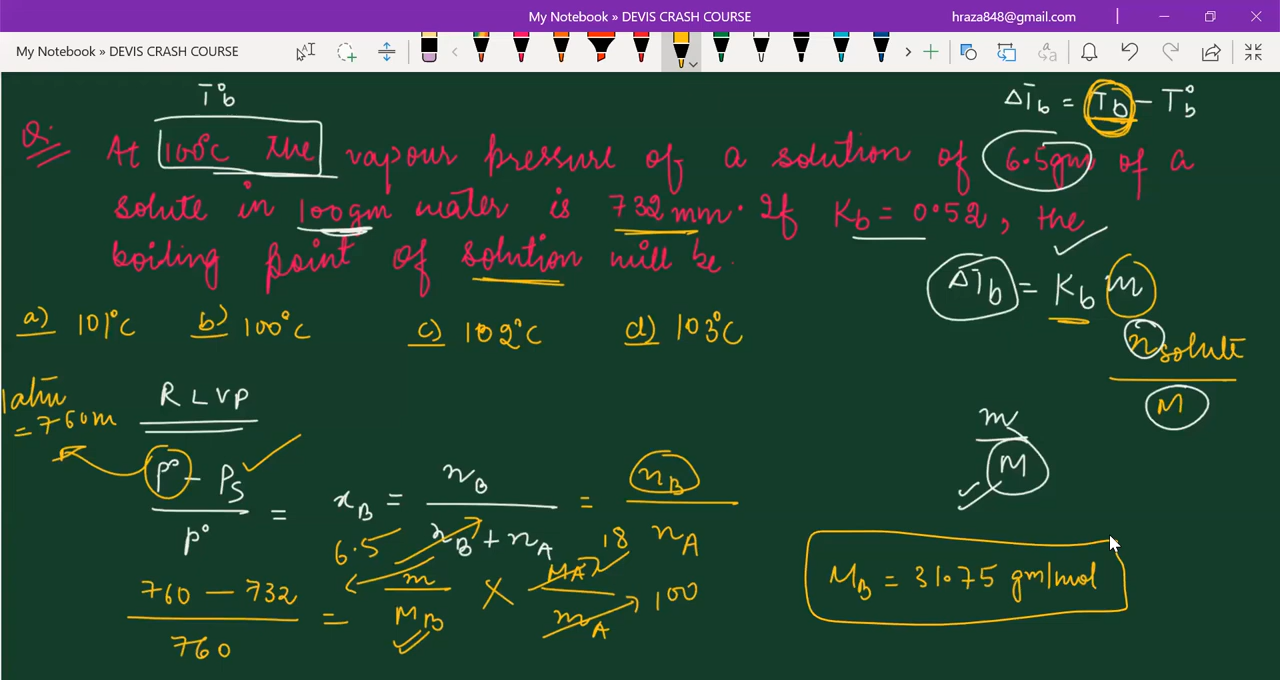 My Notebook » DEVIS CRASH COURSE
hraza848@gmail.com
My Notebook » DEVIS CRASH COURSE
T°b
ΔTb = Tb - T°b
Q:
At 100°C the vapour pressure of a solution of 6.5gm of a
solute in 100gm water is 732 mm. If Kb = 0.52, the
boiling point of solution will be.
ΔTb = Kb m
a) 101°C b) 100°C c) 102°C d) 103°C
n solute
M
1atm
= 760m
RLVP
m
M
P° - Ps
P°
= xB = nB / nB + nA = nB / nA
6.5
18
760 - 732
760
= m / MB × MA / mA
100
MB = 31.75 gm/mol